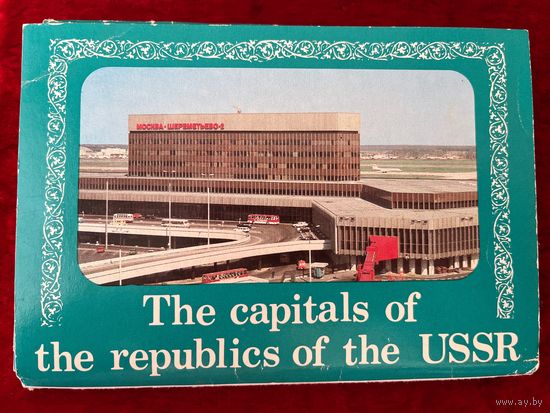 МОСКВА-ШЕРЕМЕТЬЕВО-2
The capitals of
the republics of the USSR
www.ay.by